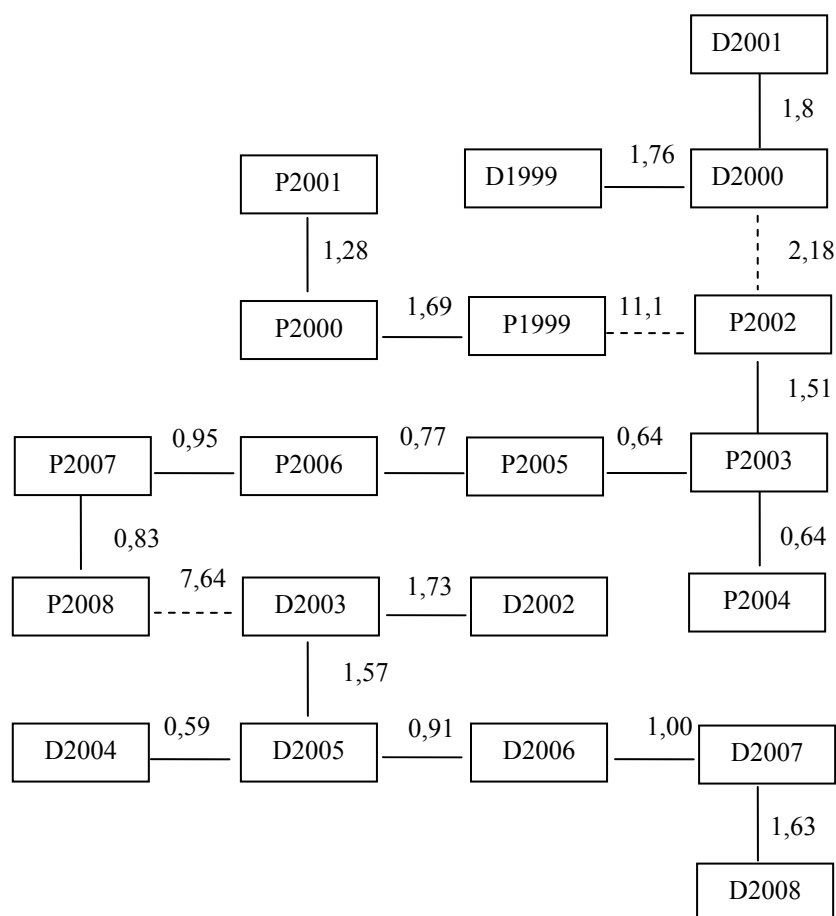 D2001
1,8
P2001
D1999
1,76
D2000
1,28
2,18
P2000
1,69
P1999
11,1
P2002
1,51
P2007
0,95
P2006
0,77
P2005
0,64
P2003
0,83
0,64
P2008
7,64
D2003
1,73
D2002
P2004
1,57
D2004
0,59
D2005
0,91
D2006
1,00
D2007
1,63
D2008